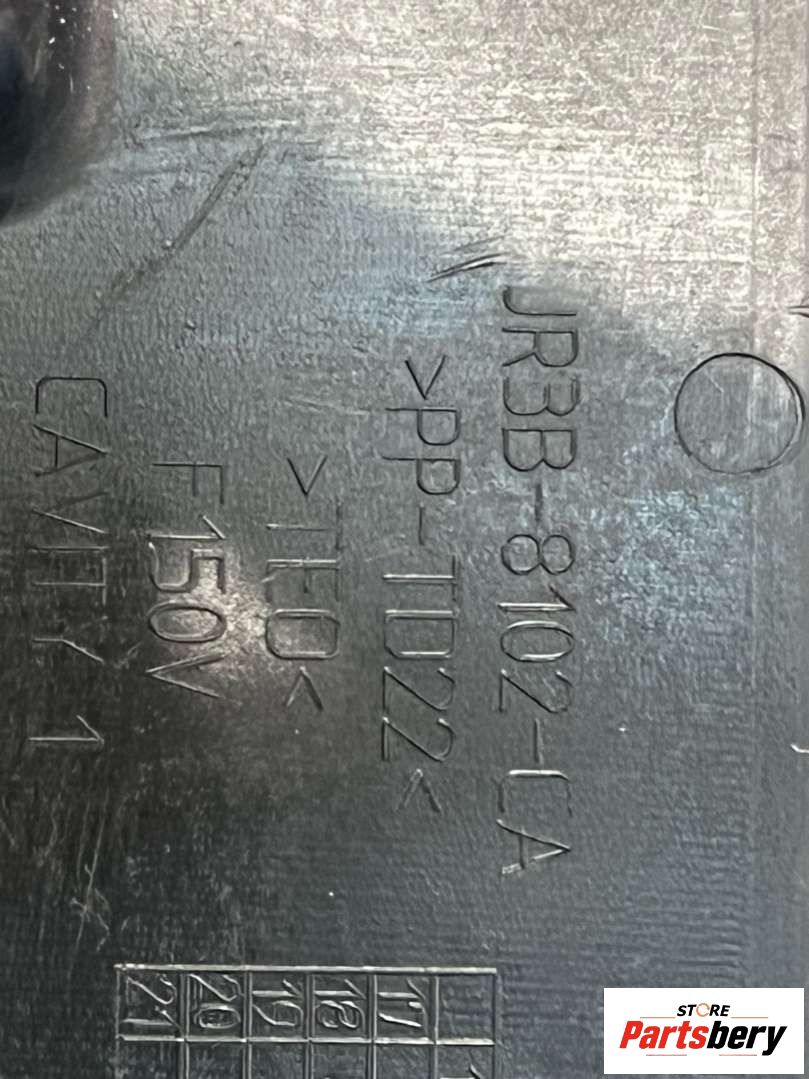 JR3B-8102-CA
>PP-TD22<
>TEO<
F150V
CAVITY 1
17
18
19
20
21
STORE
Partsbery